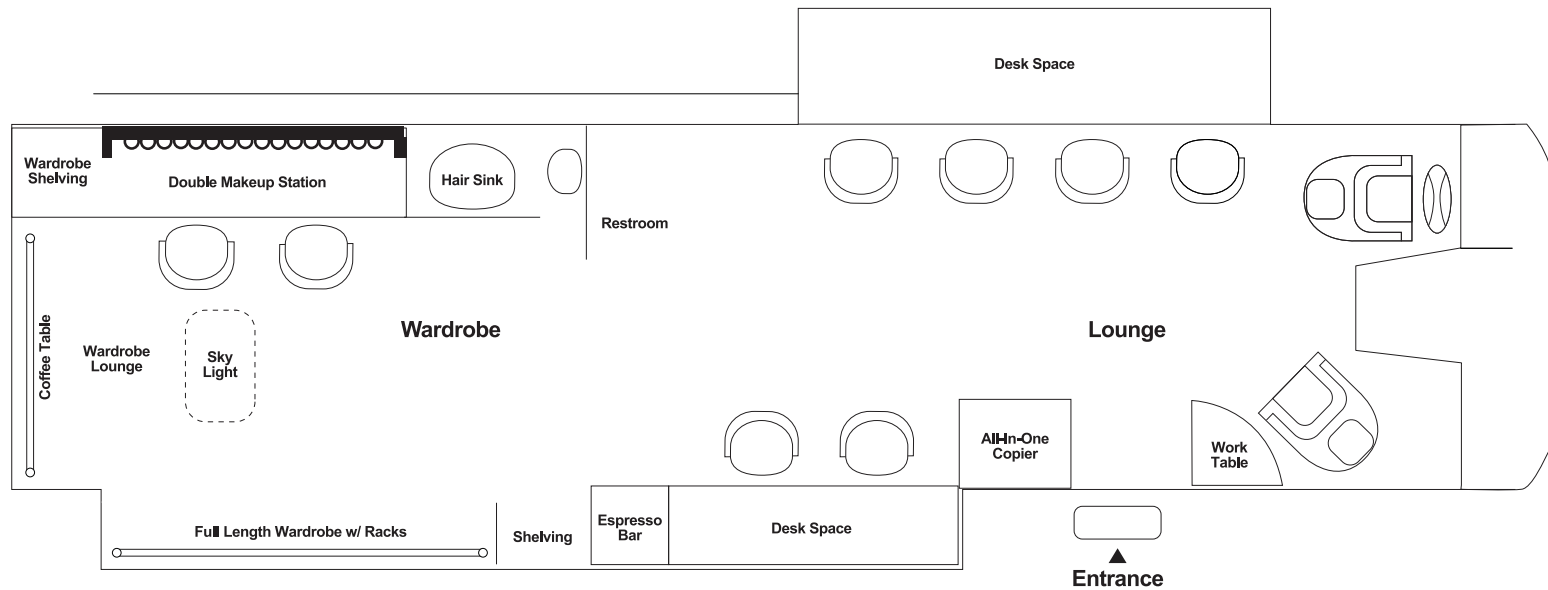 Desk Space
Wardrobe
Shelving
Double Makeup Station
Hair Sink
Restroom
Coffee Table
Wardrobe
Lounge
Sky
Light
Wardrobe
Lounge
All-In-One
Copier
Work
Table
Full Length Wardrobe w/ Racks
Shelving
Espresso
Bar
Desk Space
Entrance